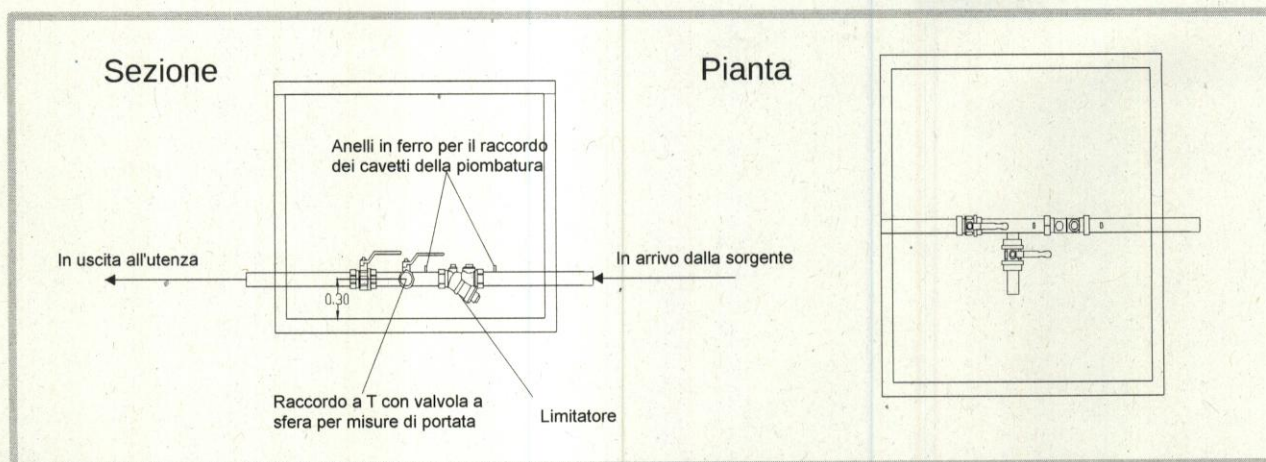 Sezione
Pianta
Anelli in ferro per il raccordo
dei cavetti della piombatura
In uscita all'utenza
In arrivo dalla sorgente
0.30
Raccordo a T con valvola a
sfera per misure di portata
Limitatore